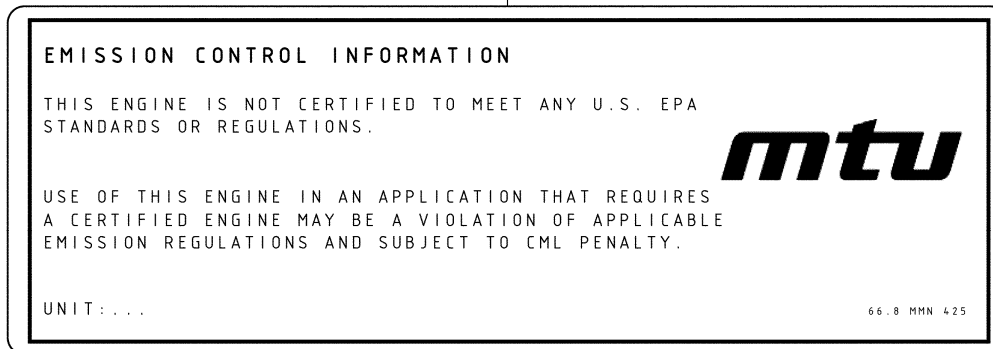 EMISSION CONTROL INFORMATION
THIS ENGINE IS NOT CERTIFIED TO MEET ANY U.S. EPA
STANDARDS OR REGULATIONS.
mtu
USE OF THIS ENGINE IN AN APPLICATION THAT REQUIRES
A CERTIFIED ENGINE MAY BE A VIOLATION OF APPLICABLE
EMISSION REGULATIONS AND SUBJECT TO CML PENALTY.
UNIT:...
66.8 MMN 425